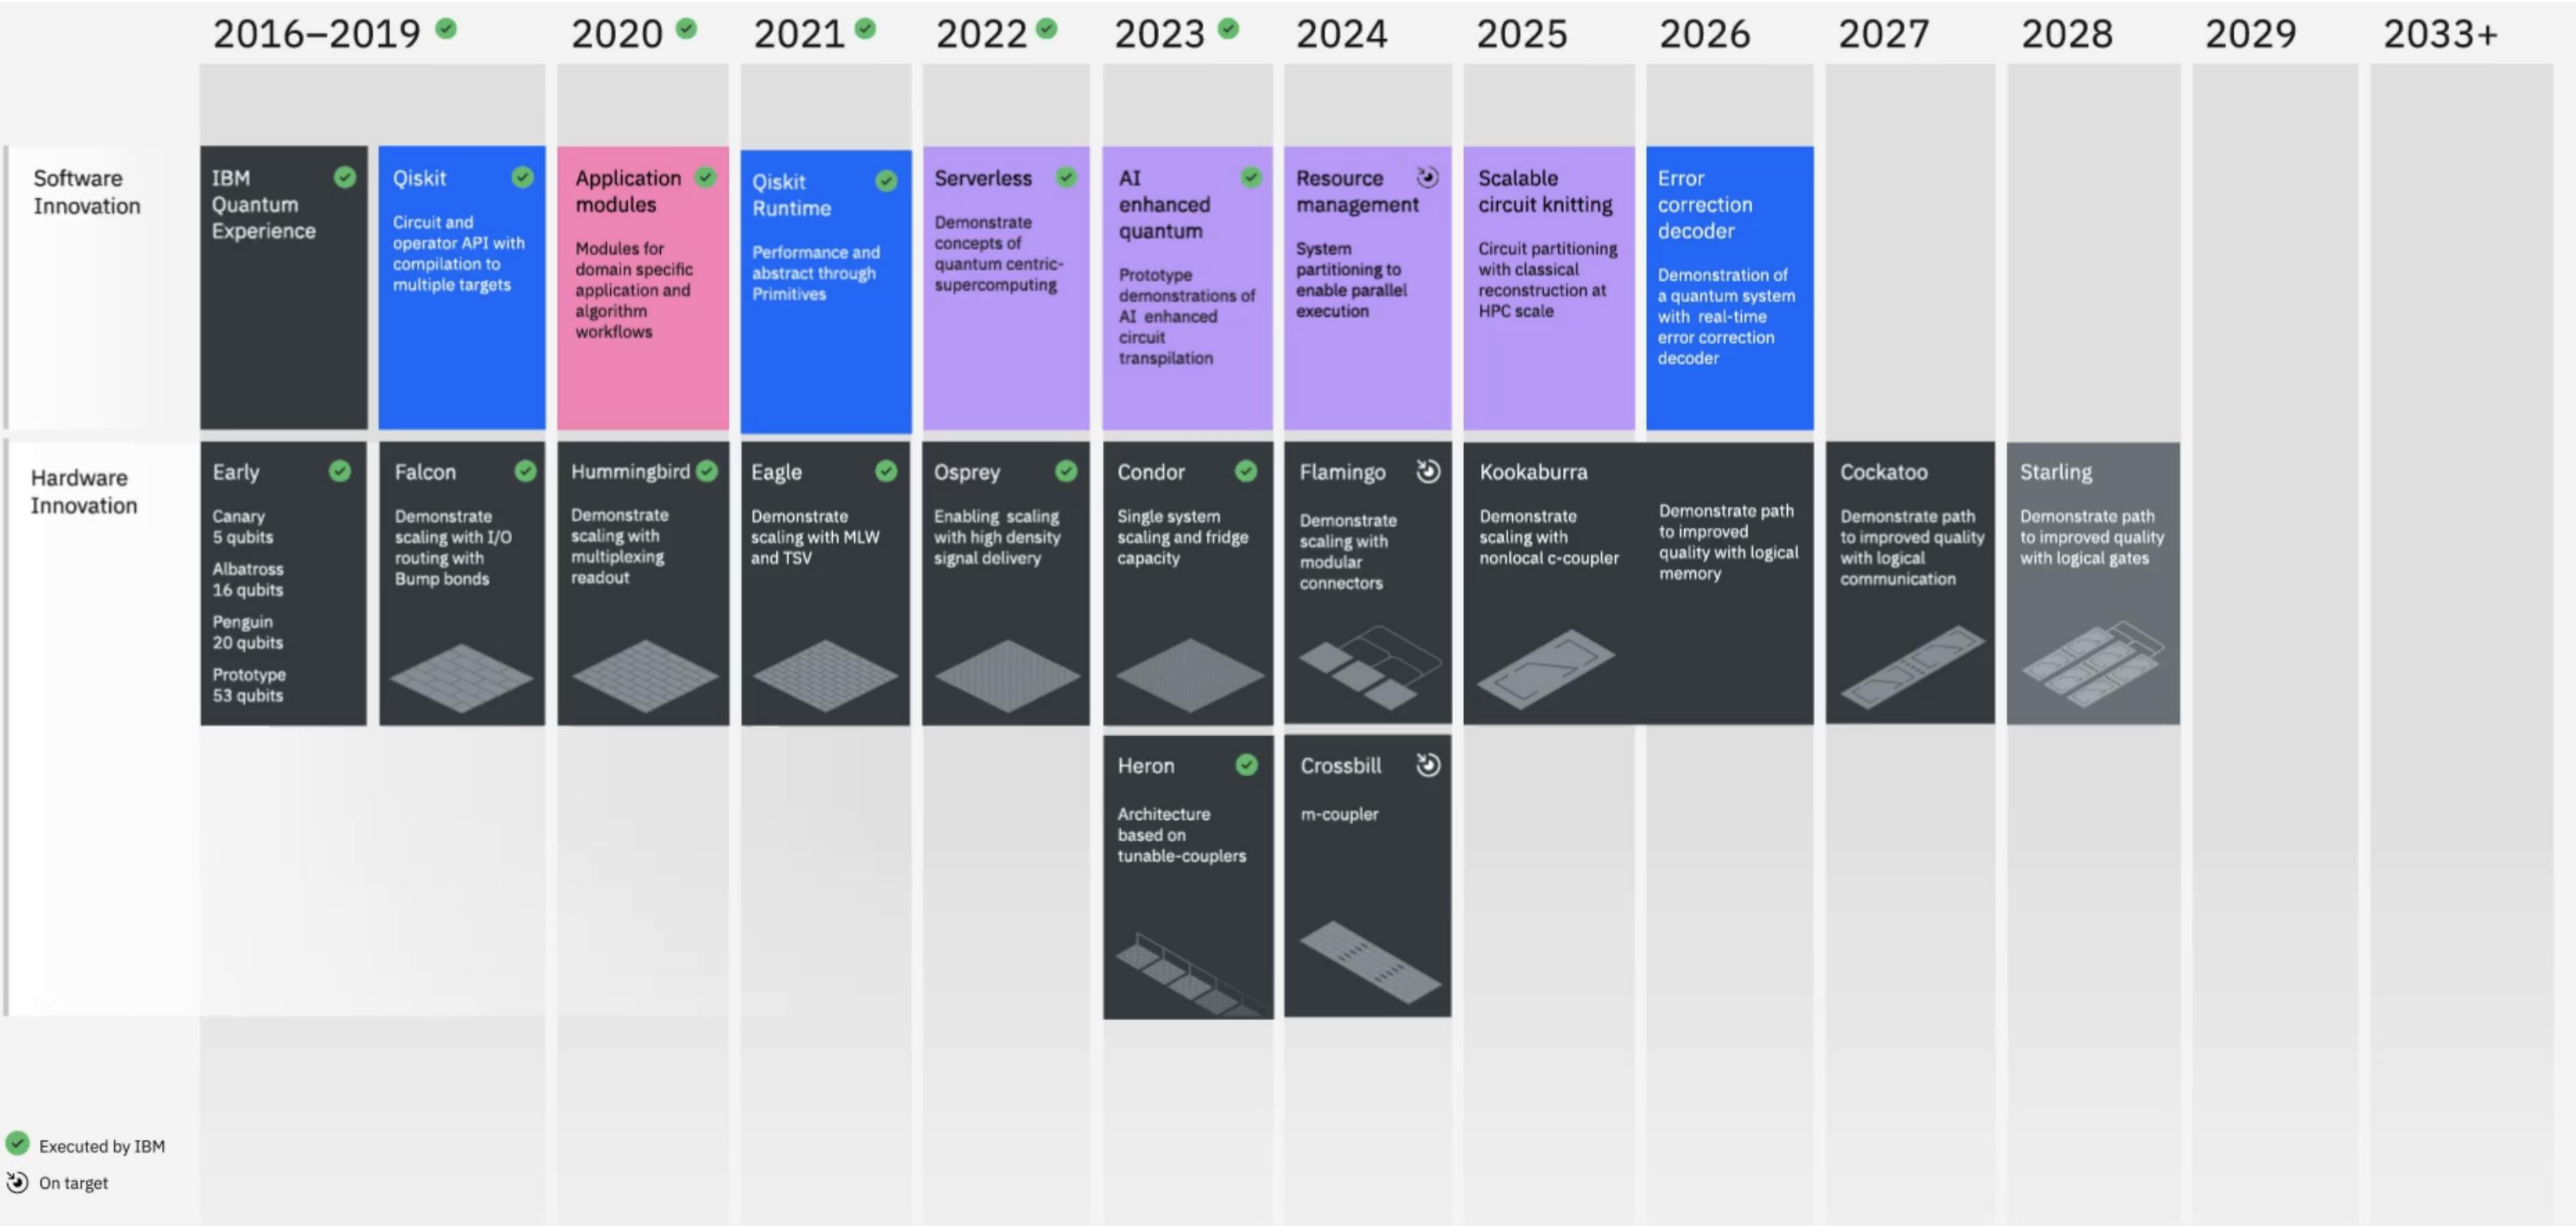 2016–2019
2020
2021
2022
2023
2024
2025
2026
2027
2028
2029
2033+
Software
Innovation
IBM
Quantum
Experience
Qiskit
Circuit and
operator API with
compilation to
multiple targets
Application
modules
Modules for
domain specific
application and
algorithm
workflows
Qiskit
Runtime
Performance and
abstract through
Primitives
Serverless
Demonstrate
concepts of
quantum centric-
supercomputing
AI
enhanced
quantum
Prototype
demonstrations of
AI enhanced
circuit
transpilation
Resource
management
System
partitioning to
enable parallel
execution
Scalable
circuit knitting
Circuit partitioning
with classical
reconstruction at
HPC scale
Error
correction
decoder
Demonstration of
a quantum system
with real-time
error correction
decoder
Hardware
Innovation
Early
Canary
5 qubits
Albatross
16 qubits
Penguin
20 qubits
Prototype
53 qubits
Falcon
Demonstrate
scaling with I/O
routing with
Bump bonds
Hummingbird
Demonstrate
scaling with
multiplexing
readout
Eagle
Demonstrate
scaling with MLW
and TSV
Osprey
Enabling scaling
with high density
signal delivery
Condor
Single system
scaling and fridge
capacity
Flamingo
Demonstrate
scaling with
modular
connectors
Kookaburra
Demonstrate
scaling with
nonlocal c-coupler
Demonstrate path
to improved
quality with logical
memory
Cockatoo
Demonstrate path
to improved quality
with logical
communication
Starling
Demonstrate path
to improved quality
with logical gates
Heron
Architecture
based on
tunable-couplers
Crossbill
m-coupler
Executed by IBM
On target